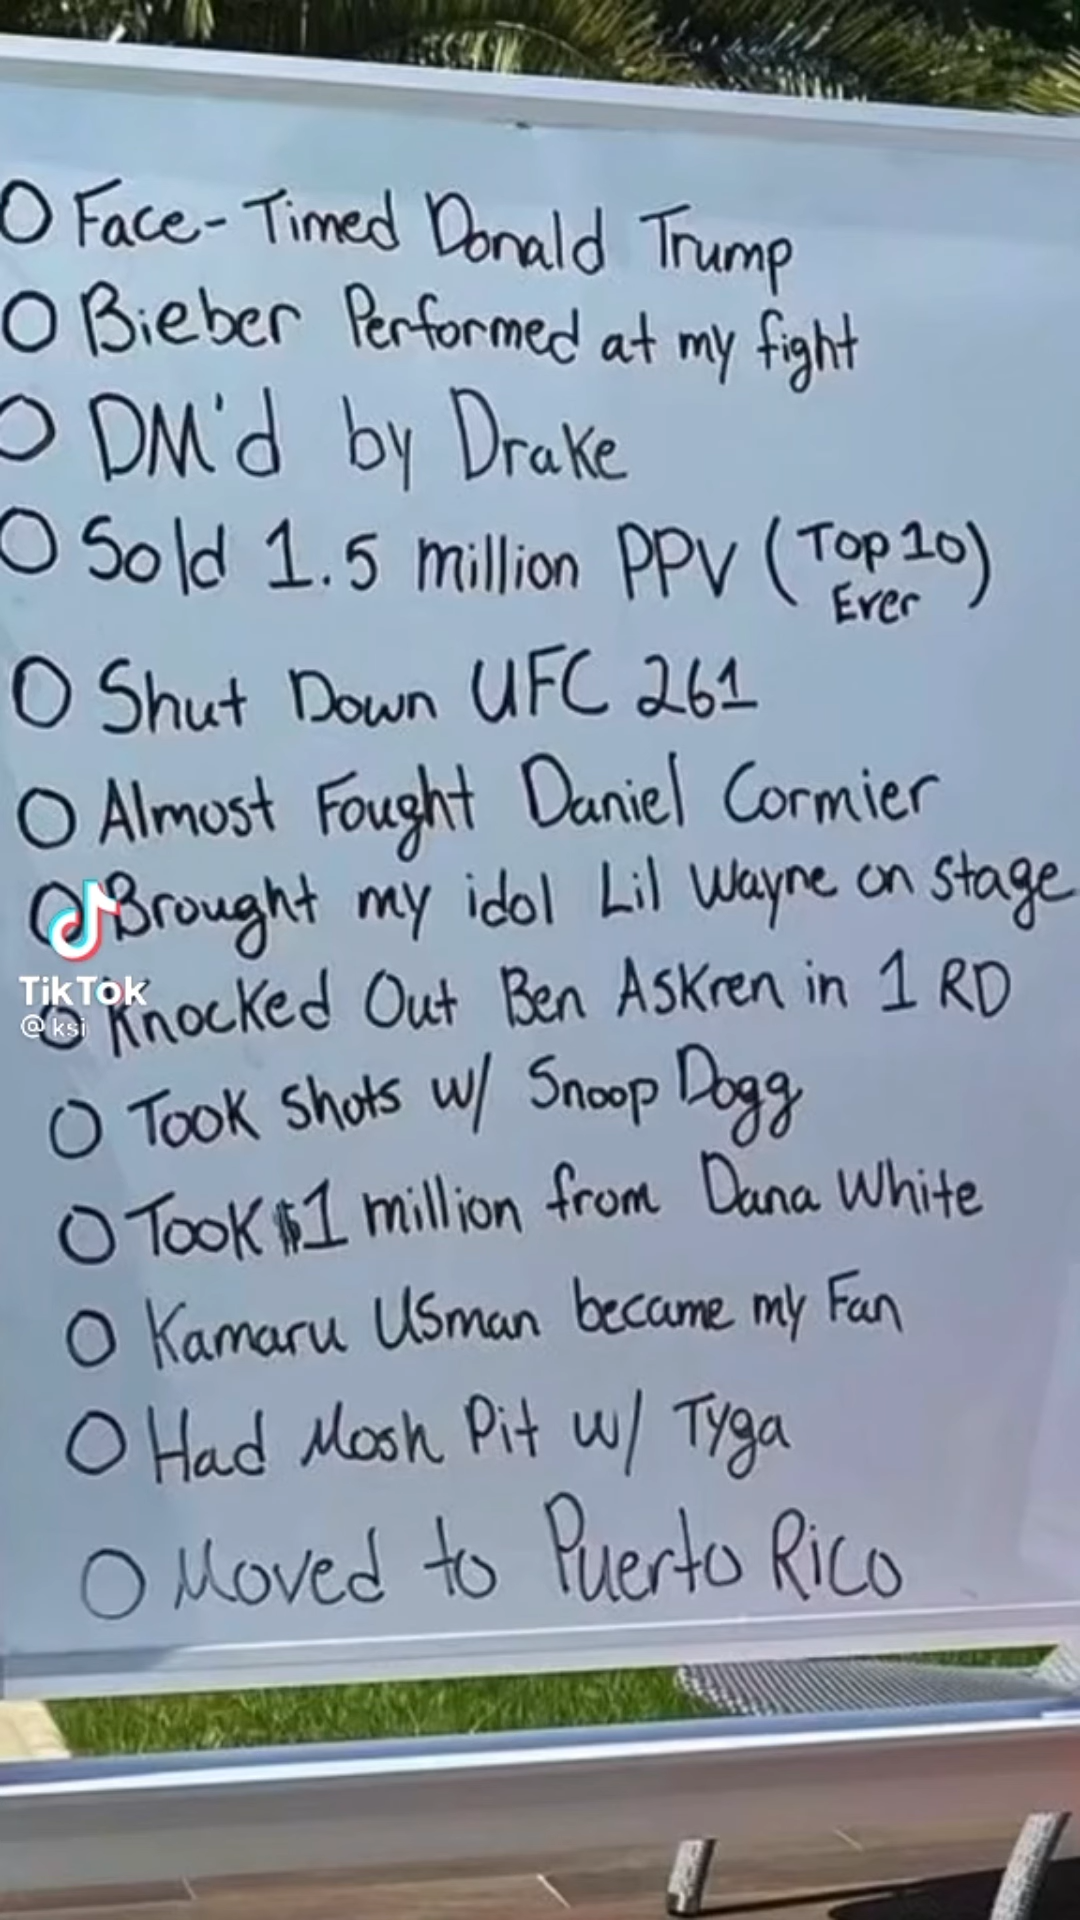 O Face-Timed Donald Trump
O Bieber Performed at my fight
O DM'd by Drake
O Sold 1.5 million PPV (Top 10 Ever)
O Shut Down UFC 261
O Almost Fought Daniel Cormier
O Brought my idol Lil Wayne on stage
TikTok
@ksi
O Knocked Out Ben Askren in 1 RD
O Took shots w/ Snoop Dogg
O Took $1 million from Dana White
O Kamaru Usman became my Fan
O Had Mosh Pit w/ Tyga
O Moved to Puerto Rico